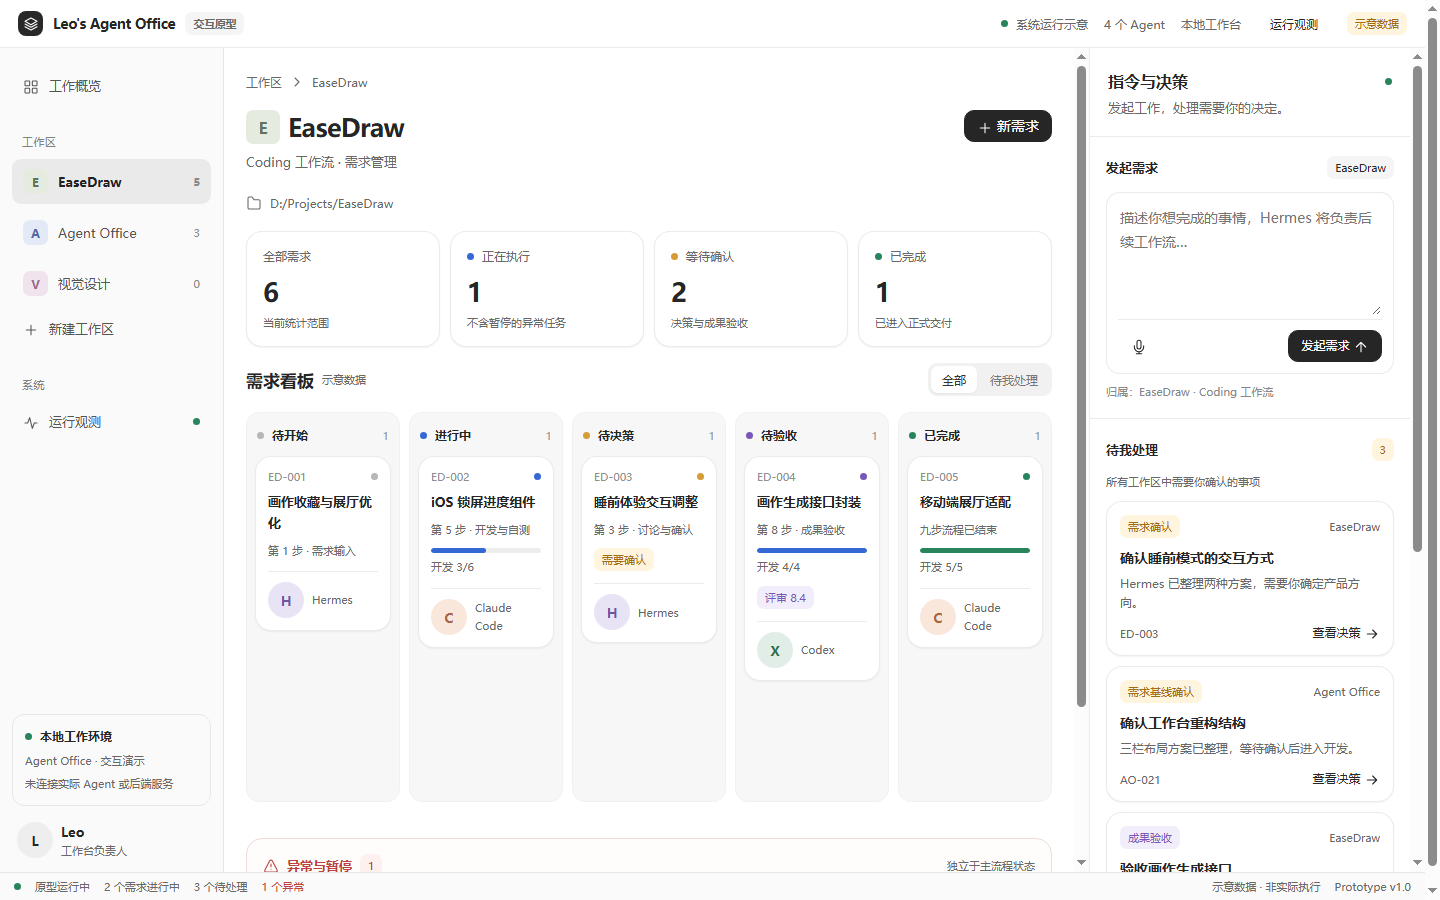 Leo's Agent Office 交互原型
系统运行示意 4 个 Agent 本地工作台 运行观测 示意数据
工作概览
工作区
E EaseDraw 5
A Agent Office 3
V 视觉设计 0
新建工作区
系统
运行观测
本地工作环境
Agent Office · 交互演示
未连接实际 Agent 或后端服务
L Leo
工作台负责人
工作区 > EaseDraw
E EaseDraw
+ 新需求
Coding 工作流 · 需求管理
D:/Projects/EaseDraw
全部需求
6
当前统计范围
正在执行
1
不含暂停的异常任务
等待确认
2
决策与成果验收
已完成
1
已进入正式交付
需求看板 示意数据
全部 待我处理
待开始 1
ED-001
画作收藏与展厅优
化
第 1 步 · 需求输入
H Hermes
进行中 1
ED-002
iOS 锁屏进度组件
第 5 步 · 开发与自测
开发 3/6
C Claude
Code
待决策 1
ED-003
睡前体验交互调整
第 3 步 · 讨论与确认
需要确认
H Hermes
待验收 1
ED-004
画作生成接口封装
第 8 步 · 成果验收
开发 4/4
评审 8.4
X Codex
已完成 1
ED-005
移动端展厅适配
九步流程已结束
开发 5/5
C Claude
Code
异常与暂停 1
独立于主流程状态
指令与决策
发起工作，处理需要你的决定。
发起需求 EaseDraw
描述你想完成的事情，Hermes 将负责后
续工作流...
发起需求 ↑
归属：EaseDraw · Coding 工作流
待我处理 3
所有工作区中需要你确认的事项
需求确认 EaseDraw
确认睡前模式的交互方式
Hermes 已整理两种方案，需要你确定产品方
向。
ED-003 查看决策 →
需求基线确认 Agent Office
确认工作台重构结构
三栏布局方案已整理，等待确认后进入开发。
AO-021 查看决策 →
成果验收 EaseDraw
验收画作生成接口
原型运行中 2 个需求进行中 3 个待处理 1 个异常
示意数据 · 非实际执行 Prototype v1.0